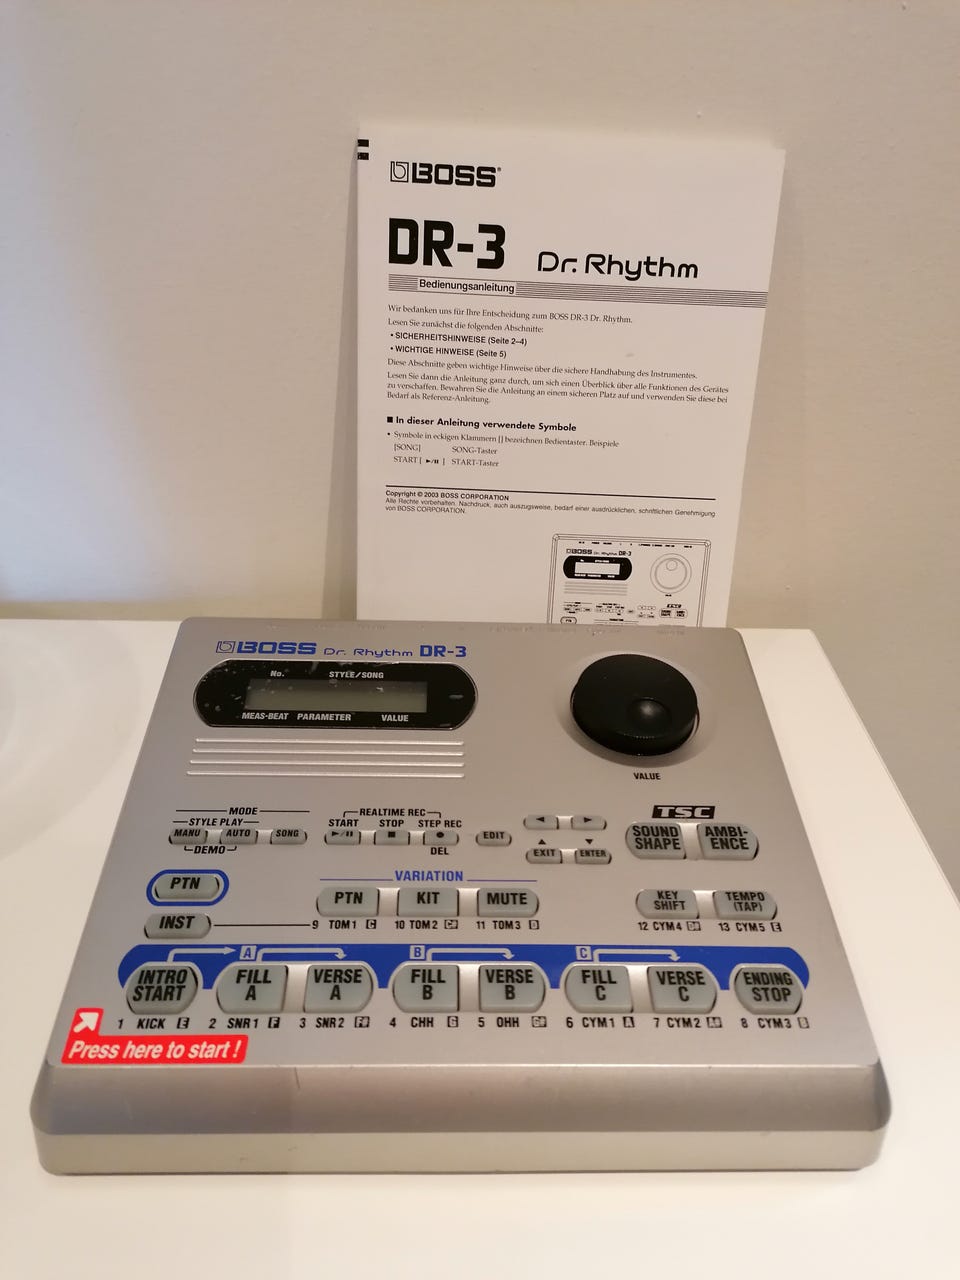 BOSS®
DR-3 Dr. Rhythm
Bedienungsanleitung
Wir bedanken uns für Ihre Entscheidung zum BOSS DR-3 Dr. Rhythm.
Lesen Sie zunächst die folgenden Abschnitte:
• SICHERHEITSHINWEISE (Seite 2–4)
• WICHTIGE HINWEISE (Seite 5)
Diese Abschnitte geben wichtige Hinweise über die sichere Handhabung des Instrumentes.
Lesen Sie dann die Anleitung ganz durch, um sich einen Überblick über alle Funktionen des Gerätes
zu verschaffen. Bewahren Sie die Anleitung an einem sicheren Platz auf und verwenden Sie diese bei
Bedarf als Referenz-Anleitung.
■ In dieser Anleitung verwendete Symbole
• Symbole in eckigen Klammern [] bezeichnen Bedientaster. Beispiele
[SONG] SONG-Taster
START [ ►/II ] START-Taster
Copyright © 2003 BOSS CORPORATION
Alle Rechte vorbehalten. Nachdruck, auch auszugsweise, bedarf einer ausdrücklichen, schriftlichen Genehmigung
von BOSS CORPORATION.
BOSS Dr. Rhythm DR-3
TSC
PTN
BOSS Dr. Rhythm DR-3
No. STYLE/SONG
MEAS-BEAT PARAMETER VALUE
VALUE
MODE
STYLE PLAY
MANU AUTO SONG
DEMO
REALTIME REC
START STOP STEP REC
►/II ■ ●
DEL
EDIT
◄ ►
▲ ▼
EXIT ENTER
TSC
SOUND SHAPE
AMBI-ENCE
PTN
INST
VARIATION
PTN KIT MUTE
9 TOM1 C 10 TOM2 C# 11 TOM3 D
KEY SHIFT
TEMPO (TAP)
12 CYM4 D# 13 CYM5 E
A B C
INTRO START
FILL A
VERSE A
FILL B
VERSE B
FILL C
VERSE C
ENDING STOP
1 KICK E 2 SNR1 F 3 SNR2 F# 4 CHH G 5 OHH G# 6 CYM1 A 7 CYM2 A# 8 CYM3 B
Press here to start !